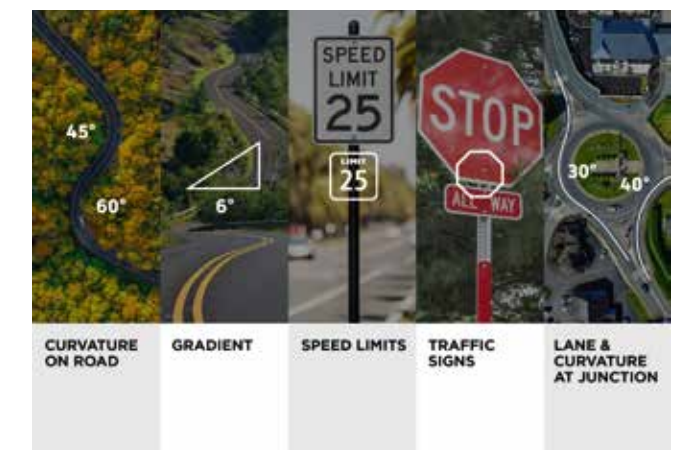 45°
60°
6°
SPEED
LIMIT
25
LIMIT
25
STOP
ALL WAY
30°
40°
CURVATURE
ON ROAD
GRADIENT
SPEED LIMITS
TRAFFIC
SIGNS
LANE &
CURVATURE
AT JUNCTION